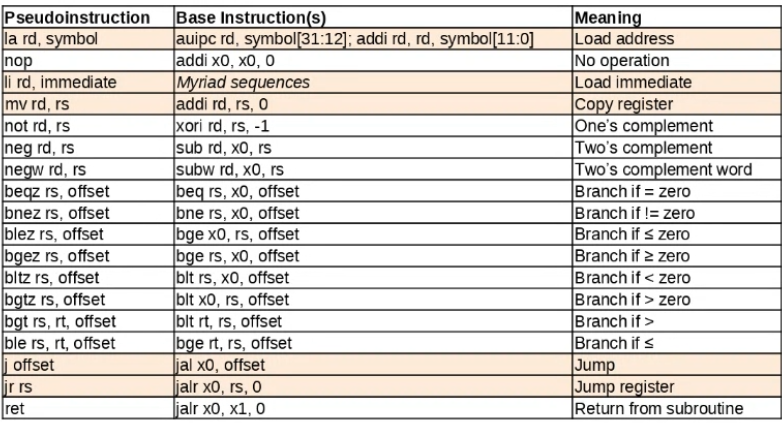 Pseudoinstruction Base Instruction(s) Meaning
la rd, symbol auipc rd, symbol[31:12]; addi rd, rd, symbol[11:0] Load address
nop addi x0, x0, 0 No operation
li rd, immediate Myriad sequences Load immediate
mv rd, rs addi rd, rs, 0 Copy register
not rd, rs xori rd, rs, -1 One's complement
neg rd, rs sub rd, x0, rs Two's complement
negw rd, rs subw rd, x0, rs Two's complement word
beqz rs, offset beq rs, x0, offset Branch if = zero
bnez rs, offset bne rs, x0, offset Branch if != zero
blez rs, offset bge x0, rs, offset Branch if ≤ zero
bgez rs, offset bge rs, x0, offset Branch if ≥ zero
bltz rs, offset blt rs, x0, offset Branch if < zero
bgtz rs, offset blt x0, rs, offset Branch if > zero
bgt rs, rt, offset blt rt, rs, offset Branch if >
ble rs, rt, offset bge rt, rs, offset Branch if ≤
j offset jal x0, offset Jump
jr rs jalr x0, rs, 0 Jump register
ret jalr x0, x1, 0 Return from subroutine